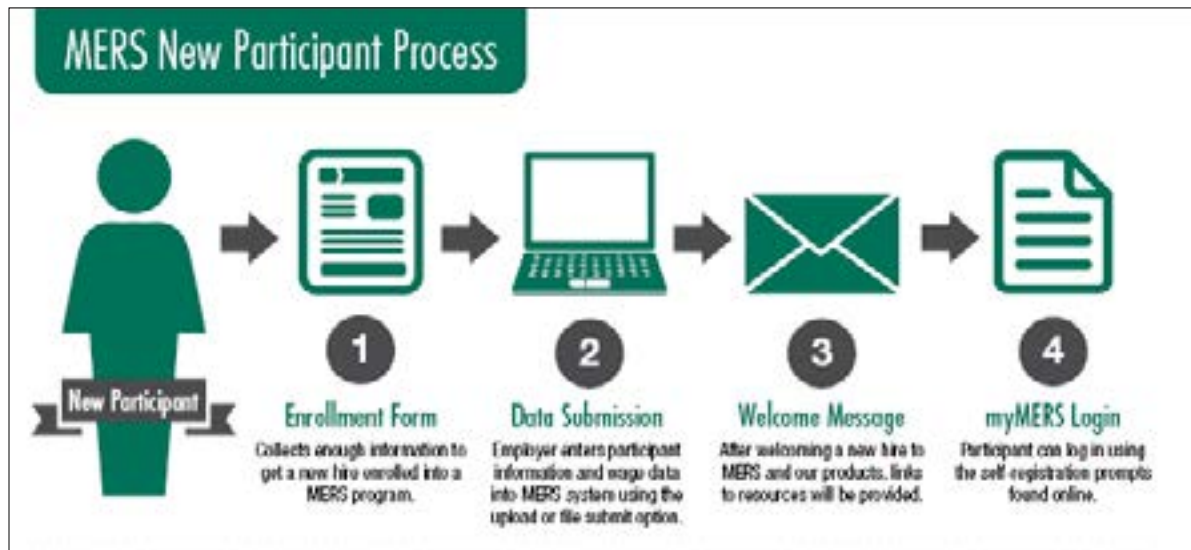 MERS New Participant Process
New Participant
1
Enrollment Form
Collects enough information to
get a new hire enrolled into a
MERS program.
2
Data Submission
Employer enters participant
information and wage data
into MERS system using the
upload or file submit option.
3
Welcome Message
After welcoming a new hire to
MERS and our products, links
to resources will be provided.
4
myMERS Login
Participant can log in using
the self-registration prompts
found online.